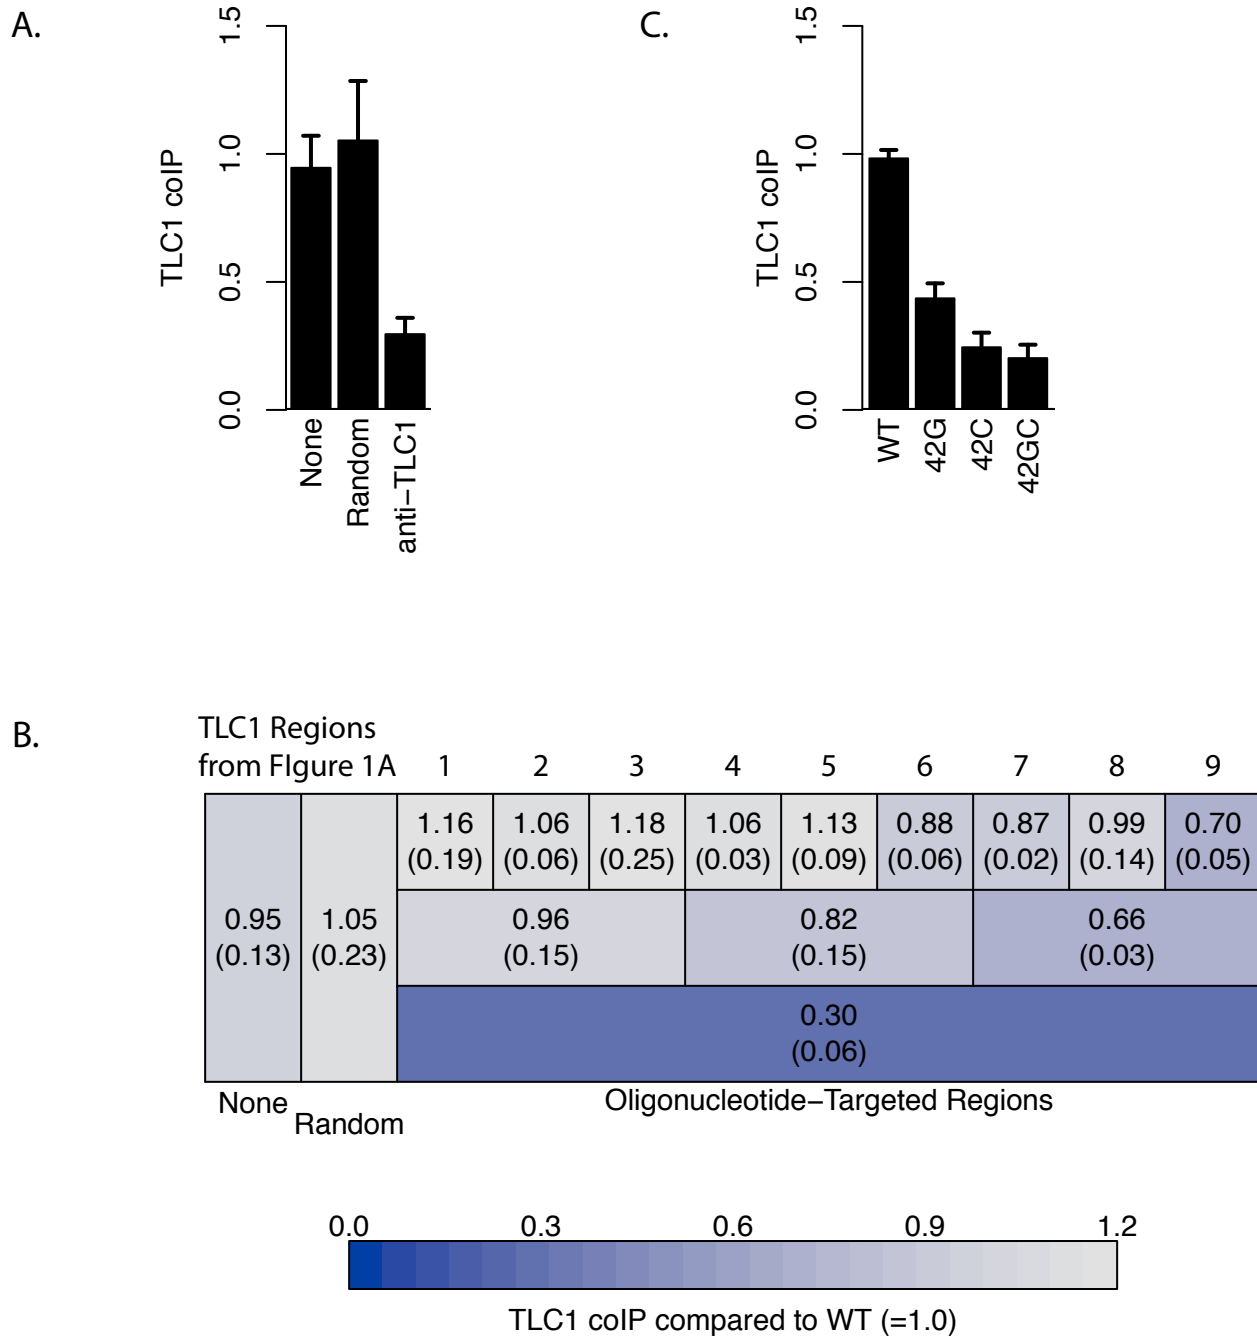 A.
TLC1 coIP
1.5
1.0
0.5
0.0
None
Random
anti−TLC1
C.
TLC1 coIP
1.5
1.0
0.5
0.0
WT
42G
42C
42GC
B.
TLC1 Regions
from FIgure 1A 1 2 3 4 5 6 7 8 9
1.16 1.06 1.18 1.06 1.13 0.88 0.87 0.99 0.70
(0.19) (0.06) (0.25) (0.03) (0.09) (0.06) (0.02) (0.14) (0.05)
0.95 1.05 0.96 0.82 0.66
(0.13) (0.23) (0.15) (0.15) (0.03)
0.30
(0.06)
None Random Oligonucleotide−Targeted Regions
0.0 0.3 0.6 0.9 1.2
TLC1 coIP compared to WT (=1.0)